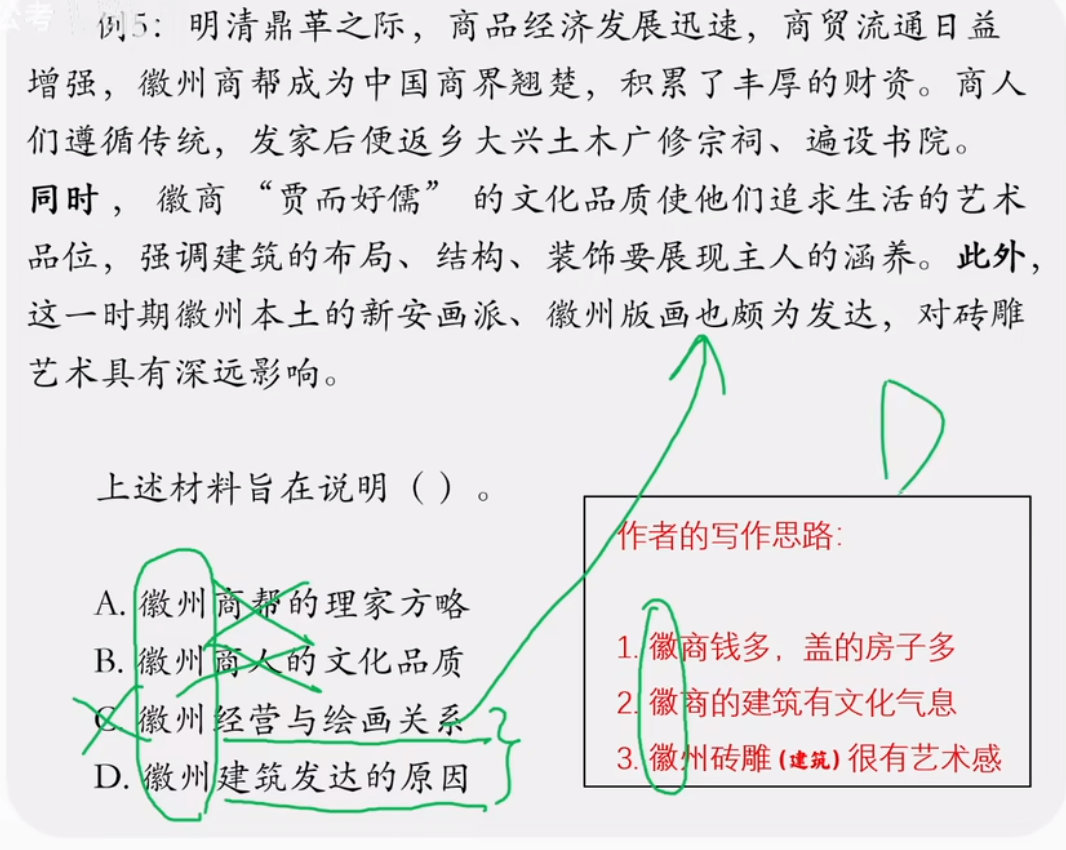 公考
例5：明清鼎革之际，商品经济发展迅速，商贸流通日益
增强，徽州商帮成为中国商界翘楚，积累了丰厚的财资。商人
们遵循传统，发家后便返乡大兴土木广修宗祠、遍设书院。
同时，徽商“贾而好儒”的文化品质使他们追求生活的艺术
品位，强调建筑的布局、结构、装饰要展现主人的涵养。此外，
这一时期徽州本土的新安画派、徽州版画也颇为发达，对砖雕
艺术具有深远影响。
上述材料旨在说明（ ）。
A. 徽州商帮的理家方略
B. 徽州商人的文化品质
C. 徽州经营与绘画关系
D. 徽州建筑发达的原因
D
作者的写作思路：
1. 徽商钱多，盖的房子多
2. 徽商的建筑有文化气息
3. 徽州砖雕(建筑)很有艺术感